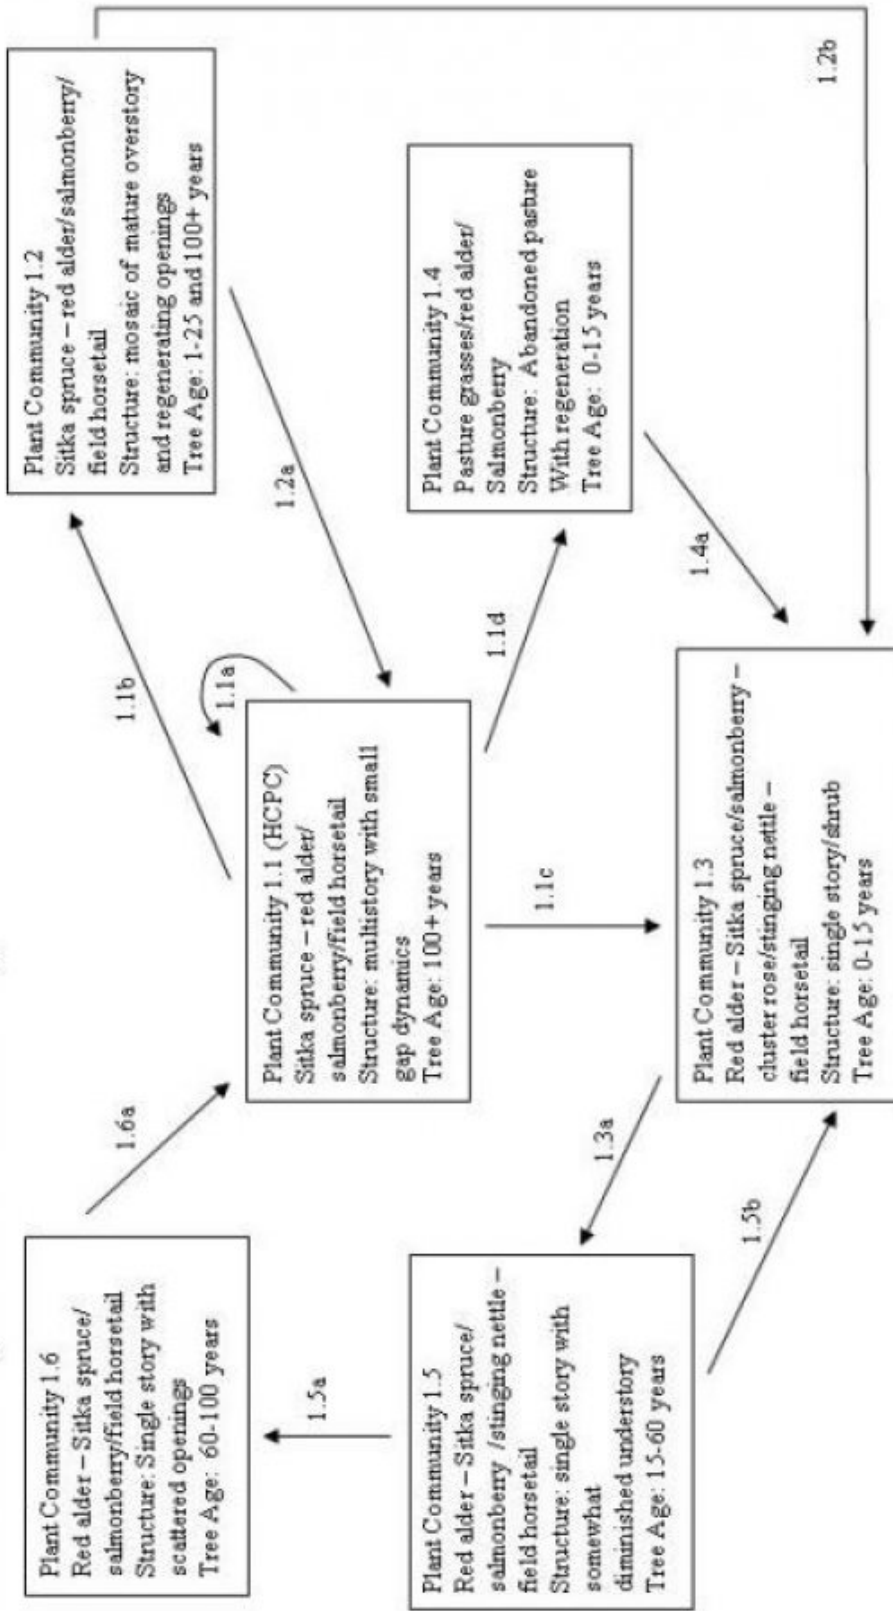 Plant Community 1.6
Red alder – Sitka spruce/
salmonberry/field horsetail
Structure: Single story with
scattered openings
Tree Age: 60-100 years
1.6a
1.1b
Plant Community 1.2
Sitka spruce – red alder/salmonberry/
field horsetail
Structure: mosaic of mature overstory
and regenerating openings
Tree Age: 1-25 and 100+ years
1.1a
1.2a
Plant Community 1.1 (HCPC)
Sitka spruce – red alder/
salmonberry/field horsetail
Structure: multistory with small
gap dynamics
Tree Age: 100+ years
1.5a
1.1d
Plant Community 1.4
Pasture grasses/red alder/
Salmonberry
Structure: Abandoned pasture
With regeneration
Tree Age: 0-15 years
Plant Community 1.5
Red alder – Sitka spruce/
salmonberry /stinging nettle –
field horsetail
Structure: single story with
somewhat
diminished understory
Tree Age: 15-60 years
1.1c
1.3a
1.4a
Plant Community 1.3
Red alder – Sitka spruce/salmonberry –
cluster rose/stinging nettle –
field horsetail
Structure: single story/shrub
Tree Age: 0-15 years
1.5b
1.2b